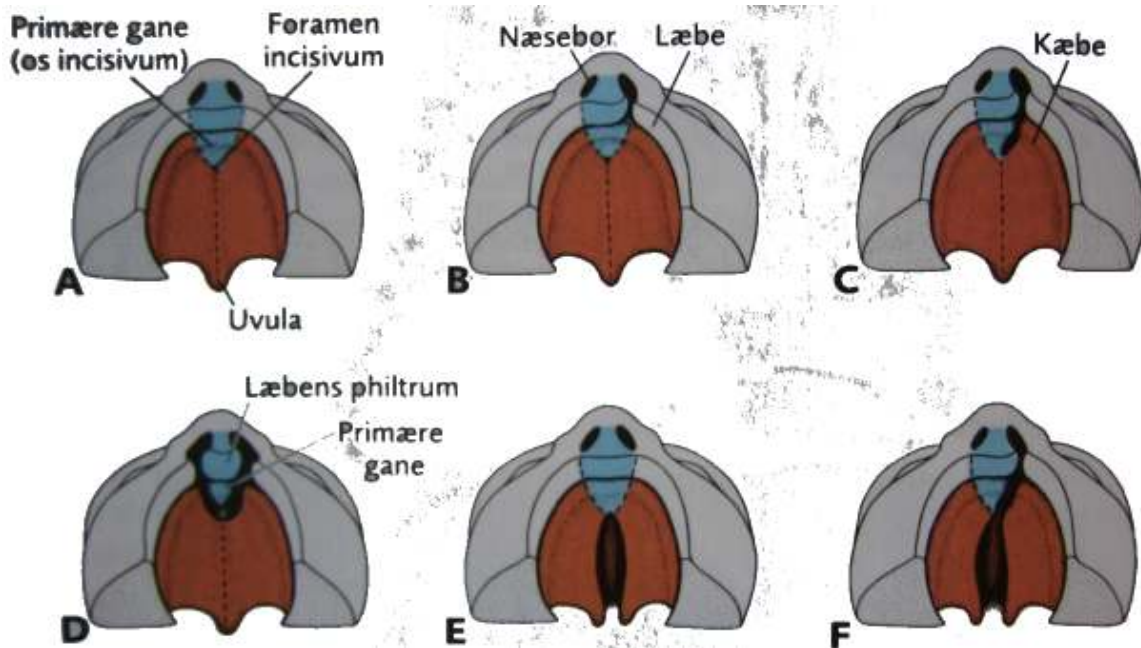 Primære gane
(os incisivum)
Foramen
incisivum
Næsebor
Læbe
Kæbe
A
Uvula
B
C
Læbens philtrum
Primære
gane
D
E
F